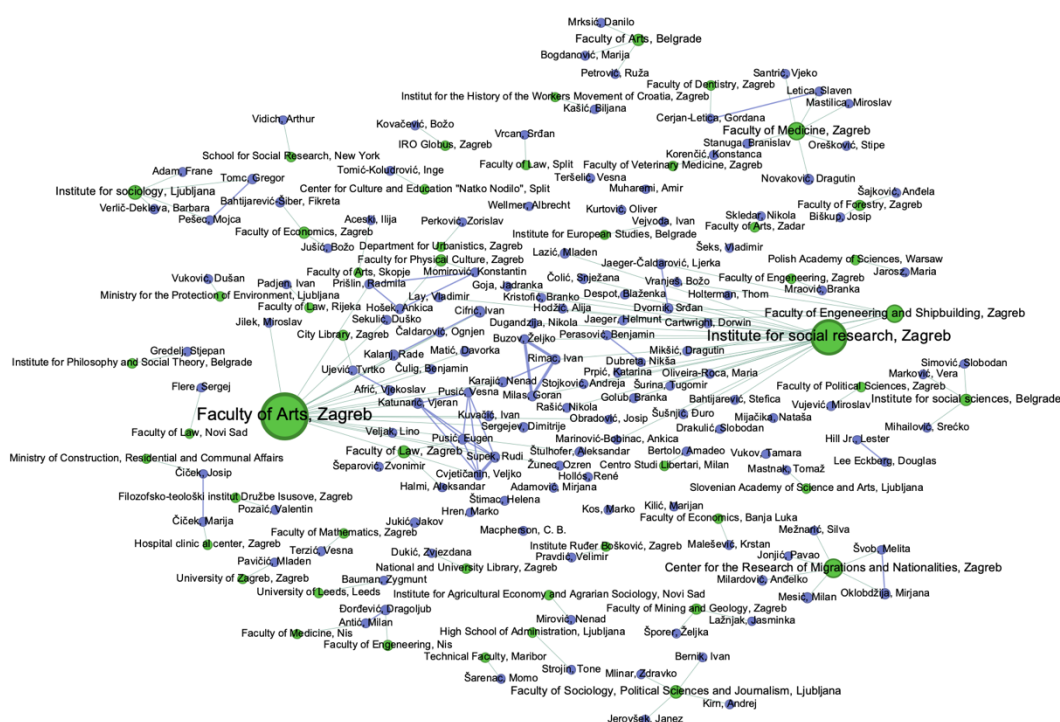 Mrksić, Danilo
Faculty of Arts, Belgrade
Bogdanović, Marija
Petrović, Ruža
Santrić, Vjeko
Faculty of Dentistry, Zagreb
Letica, Slaven
Institut for the History of the Workers Movement of Croatia, Zagreb
Mastilica, Miroslav
Kašić, Biljana
Cerjan-Letica, Gordana
Vidich, Arthur
Kovačević, Božo
Vrcan, Srđan
Faculty of Medicine, Zagreb
IRO Globus, Zagreb
Stanuga, Branislav
Orešković, Stipe
School for Social Research, New York
Korenčić, Konstanca
Tomić-Koludrović, Inge
Faculty of Law, Split
Faculty of Veterinary Medicine, Zagreb
Adam, Frane
Teršelič, Vesna
Tomc, Gregor
Center for Culture and Education "Natko Nodilo", Split
Muharemi, Amir
Novaković, Dragutin
Institute for sociology, Ljubljana
Šajković, Anđela
Verlič-Dekleva, Barbara
Bahtijarević-Šiber, Fikreta
Wellmer, Albrecht
Skledar, Nikola
Faculty of Forestry, Zagreb
Pešec, Mojca
Aceski, Ilija
Perković, Zorislav
Kurtović, Oliver
Vejvoda, Ivan
Biškup, Josip
Faculty of Arts, Zadar
Faculty of Economics, Zagreb
Institute for European Studies, Belgrade
Jušić, Božo
Department for Urbanistics, Zagreb
Lazić, Mladen
Šeks, Vladimir
Faculty for Physical Culture, Zagreb
Jaeger-Čaldarović, Ljerka
Polish Academy of Sciences, Warsaw
Faculty of Arts, Skopje
Momirović, Konstantin
Čolić, Snježana
Vranješ, Božo
Faculty of Engeneering, Zagreb
Jarosz, Maria
Vuković, Dušan
Padjen, Ivan
Prišlin, Radmila
Goja, Jadranka
Despot, Blaženka
Holterman, Thom
Mraović, Branka
Ministry for the Protection of Environment, Ljubljana
Lay, Vladimir
Kristofić, Branko
Faculty of Law, Rijeka
Hošek, Ankica
Cifrić, Ivan
Hodžić, Alija
Dvornik, Srđan
Faculty of Engeneering and Shipbuilding, Zagreb
Jilek, Miroslav
Sekulić, Duško
Dugandzija, Nikola
Jaeger, Helmunt
Cartwright, Dorwin
City Library, Zagreb
Čaldarović, Ognjen
Buzov, Željko
Perasović, Benjamin
Institute for social research, Zagreb
Gredelj, Stjepan
Kalanj, Rade
Matić, Davorka
Rimac, Ivan
Mikšić, Dragutin
Simović, Slobodan
Institute for Philosophy and Social Theory, Belgrade
Čulig, Benjamin
Dubreta, Nikša
Marković, Vera
Ujević, Tvrtko
Karajić, Nenad
Prpić, Katarina
Oliveira-Roca, Maria
Faculty of Political Sciences, Zagreb
Flere, Sergej
Afrić, Vjekoslav
Pusić, Vesna
Milas, Goran
Stojković, Andreja
Šurina, Tugomir
Bahtijarević, Stefica
Institute for social sciences, Belgrade
Katunarić, Vjeran
Golub, Branka
Vujević, Miroslav
Faculty of Arts, Zagreb
Kuvačić, Ivan
Rašić, Nikola
Obradović, Josip
Šušnjić, Đuro
Mijačika, Nataša
Mihailović, Srećko
Faculty of Law, Novi Sad
Veljak, Lino
Sergejev, Dimitrije
Drakulić, Slobodan
Pusić, Eugen
Marinović-Bobinac, Ankica
Hill Jr., Lester
Ministry of Construction, Residential and Communal Affairs
Faculty of Law, Zagreb
Supek, Rudi
Štulhofer, Aleksandar
Bertolo, Amedeo
Vukov, Tamara
Lee Eckberg, Douglas
Čiček, Josip
Šeparović, Zvonimir
Cvjetičanin, Veljko
Žunec, Ozren
Centro Studi Libertari, Milan
Mastnak, Tomaž
Halmi, Aleksandar
Hollós, René
Slovenian Academy of Science and Arts, Ljubljana
Filozofsko-teološki institut Družbe Isusove, Zagreb
Štimac, Helena
Adamović, Mirjana
Čiček, Marija
Pozaić, Valentin
Hren, Marko
Kos, Marko
Kilić, Marijan
Jukić, Jakov
Macpherson, C. B.
Faculty of Economics, Banja Luka
Mežnarić, Silva
Hospital clinic al center, Zagreb
Faculty of Mathematics, Zagreb
Malešević, Krstan
Terzić, Vesna
Dukić, Zvjezdana
Institute Ruđer Bošković, Zagreb
Jonjić, Pavao
Švob, Melita
Pavičić, Mladen
Pravdić, Velimir
National and University Library, Zagreb
Center for the Research of Migrations and Nationalities, Zagreb
University of Zagreb, Zagreb
Bauman, Zygmunt
Milardović, Anđelko
University of Leeds, Leeds
Institute for Agricultural Economy and Agrarian Sociology, Novi Sad
Mesić, Milan
Oklobdžija, Mirjana
Đorđević, Dragoljub
Faculty of Mining and Geology, Zagreb
Antić, Milan
Mirović, Nenad
Lažnjak, Jasminka
Faculty of Medicine, Nis
High School of Administration, Ljubljana
Šporer, Željka
Faculty of Engeneering, Nis
Technical Faculty, Maribor
Bernik, Ivan
Strojin, Tone
Mlinar, Zdravko
Šarenac, Momo
Faculty of Sociology, Political Sciences and Journalism, Ljubljana
Kirn, Andrej
Jerovšek, Janez